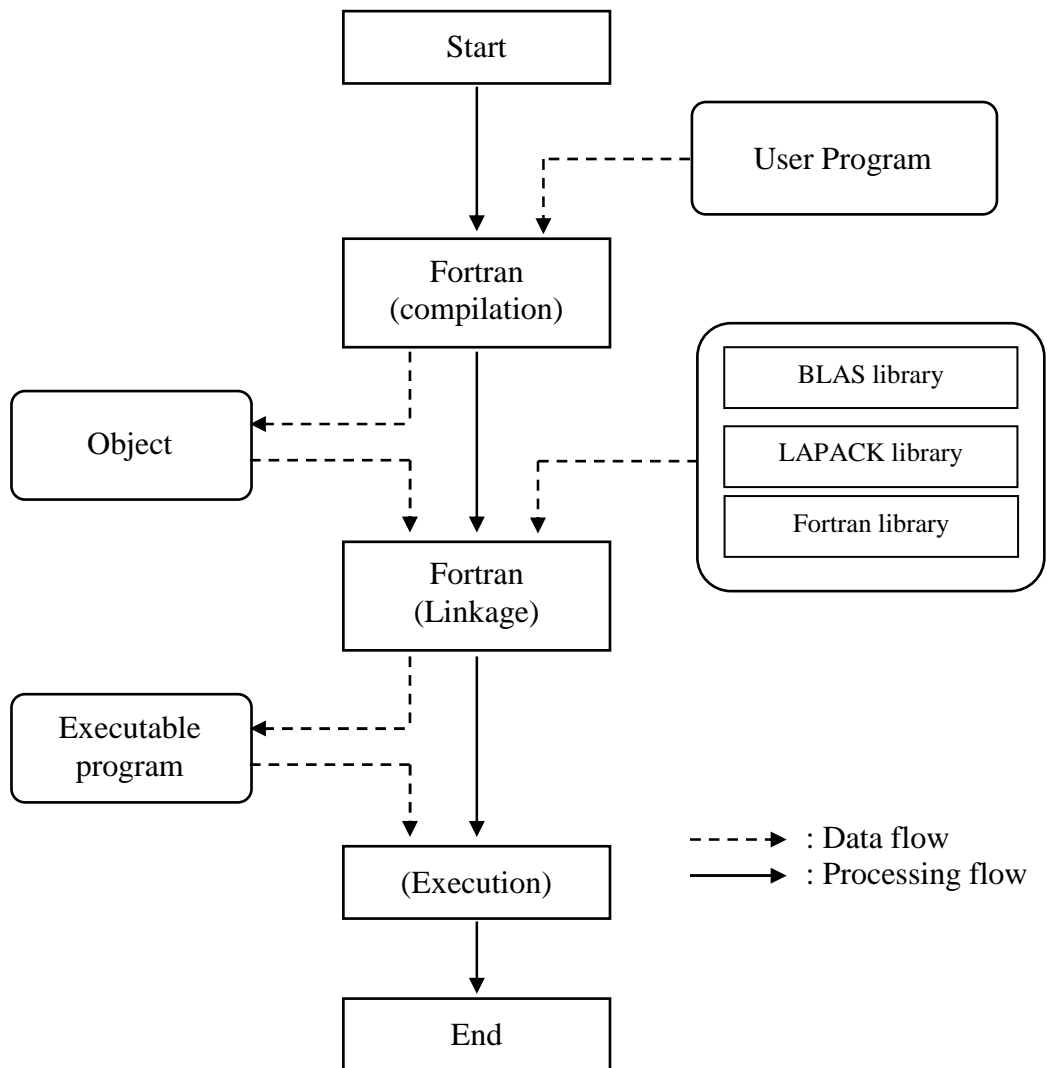 Start
User Program
Fortran
(compilation)
BLAS library
LAPACK library
Fortran library
Object
Fortran
(Linkage)
Executable
program
(Execution)
: Data flow
: Processing flow
End